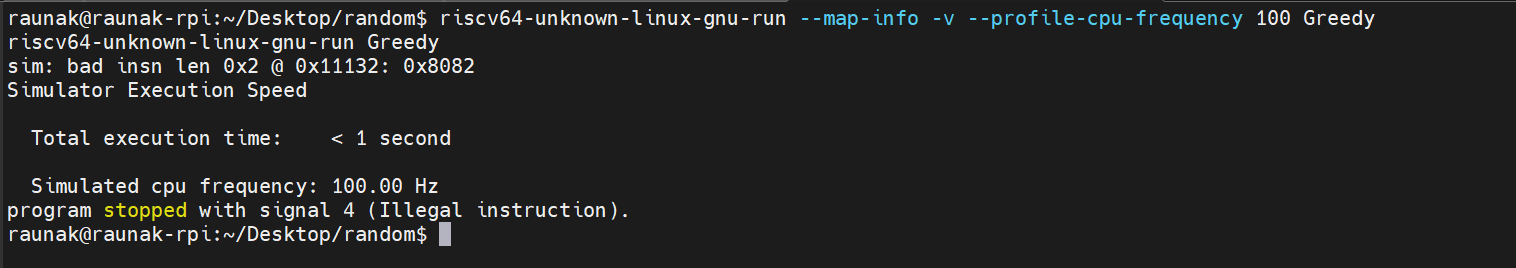 raunak@raunak-rpi:~/Desktop/random$ riscv64-unknown-linux-gnu-run --map-info -v --profile-cpu-frequency 100 Greedy
riscv64-unknown-linux-gnu-run Greedy
sim: bad insn len 0x2 @ 0x11132: 0x8082
Simulator Execution Speed
Total execution time:    < 1 second
Simulated cpu frequency: 100.00 Hz
program stopped with signal 4 (Illegal instruction).
raunak@raunak-rpi:~/Desktop/random$